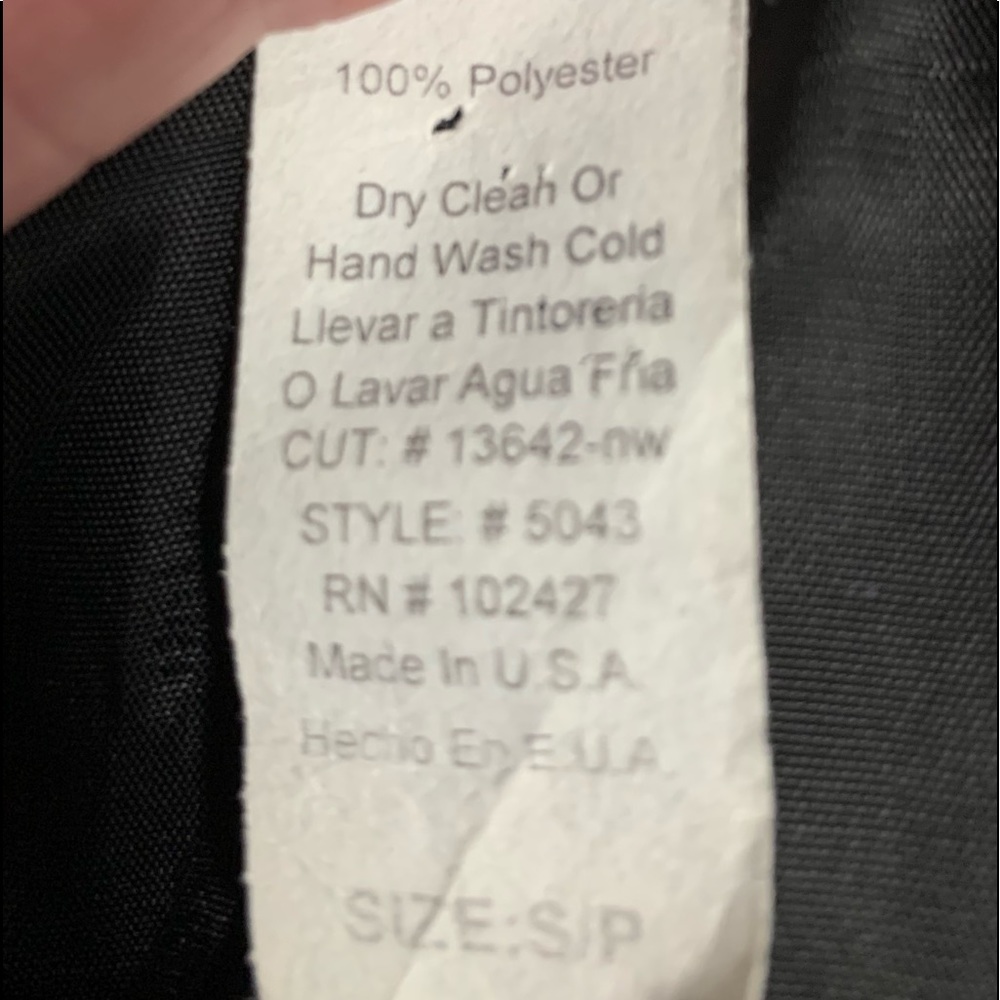 100% Polyester
Dry Clean Or
Hand Wash Cold
Llevar a Tintoreria
O Lavar Agua Fria
CUT: # 13642-nw
STYLE: # 5043
RN # 102427
Made In U.S.A.
Hecho En E.U.A.
SIZE:S/P